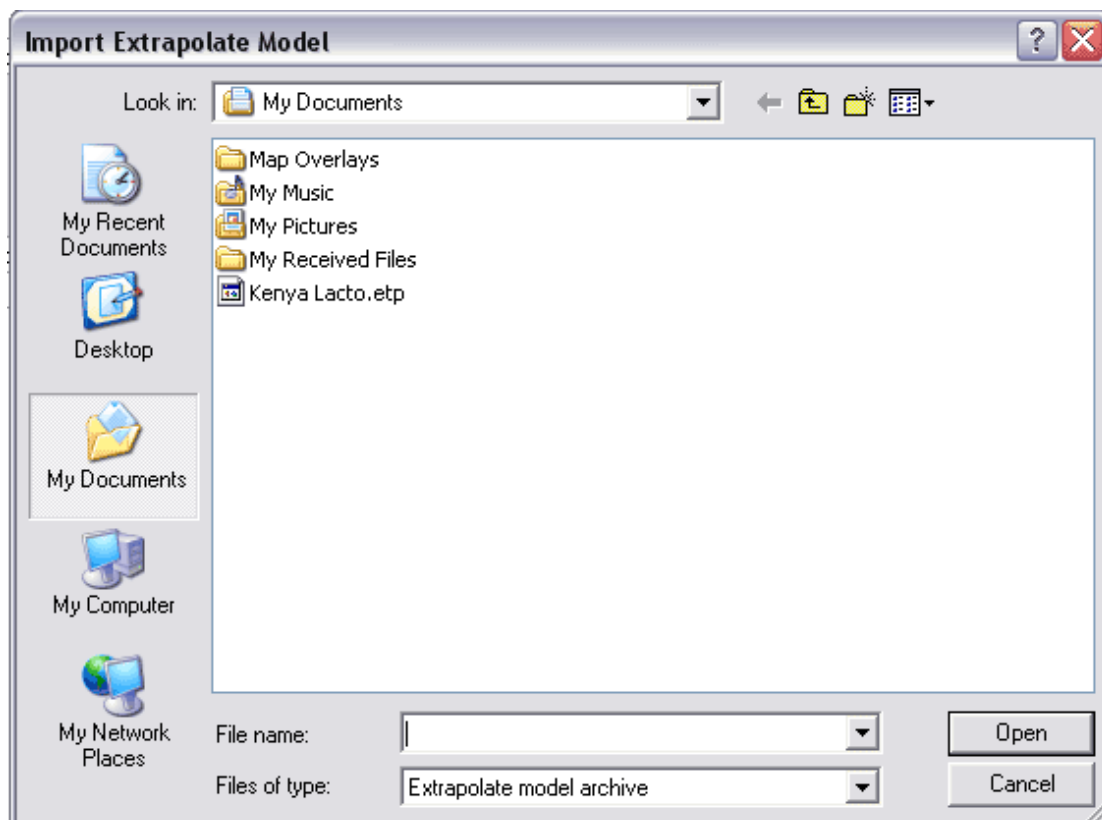 Import Extrapolate Model
Look in:
My Documents
My Recent
Documents
Desktop
My Documents
My Computer
My Network
Places
Map Overlays
My Music
My Pictures
My Received Files
Kenya Lacto.etp
File name:
Open
Files of type:
Extrapolate model archive
Cancel